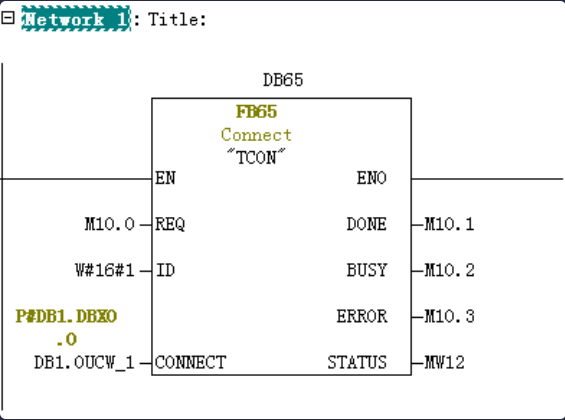 Network 1: Title:
DB65
FB65
Connect
"TCON"
EN ENO
M10.0 REQ DONE M10.1
W#16#1 ID BUSY M10.2
P#DB1.DBX0
.0
ERROR M10.3
DB1.OUCW_1 CONNECT STATUS MW12